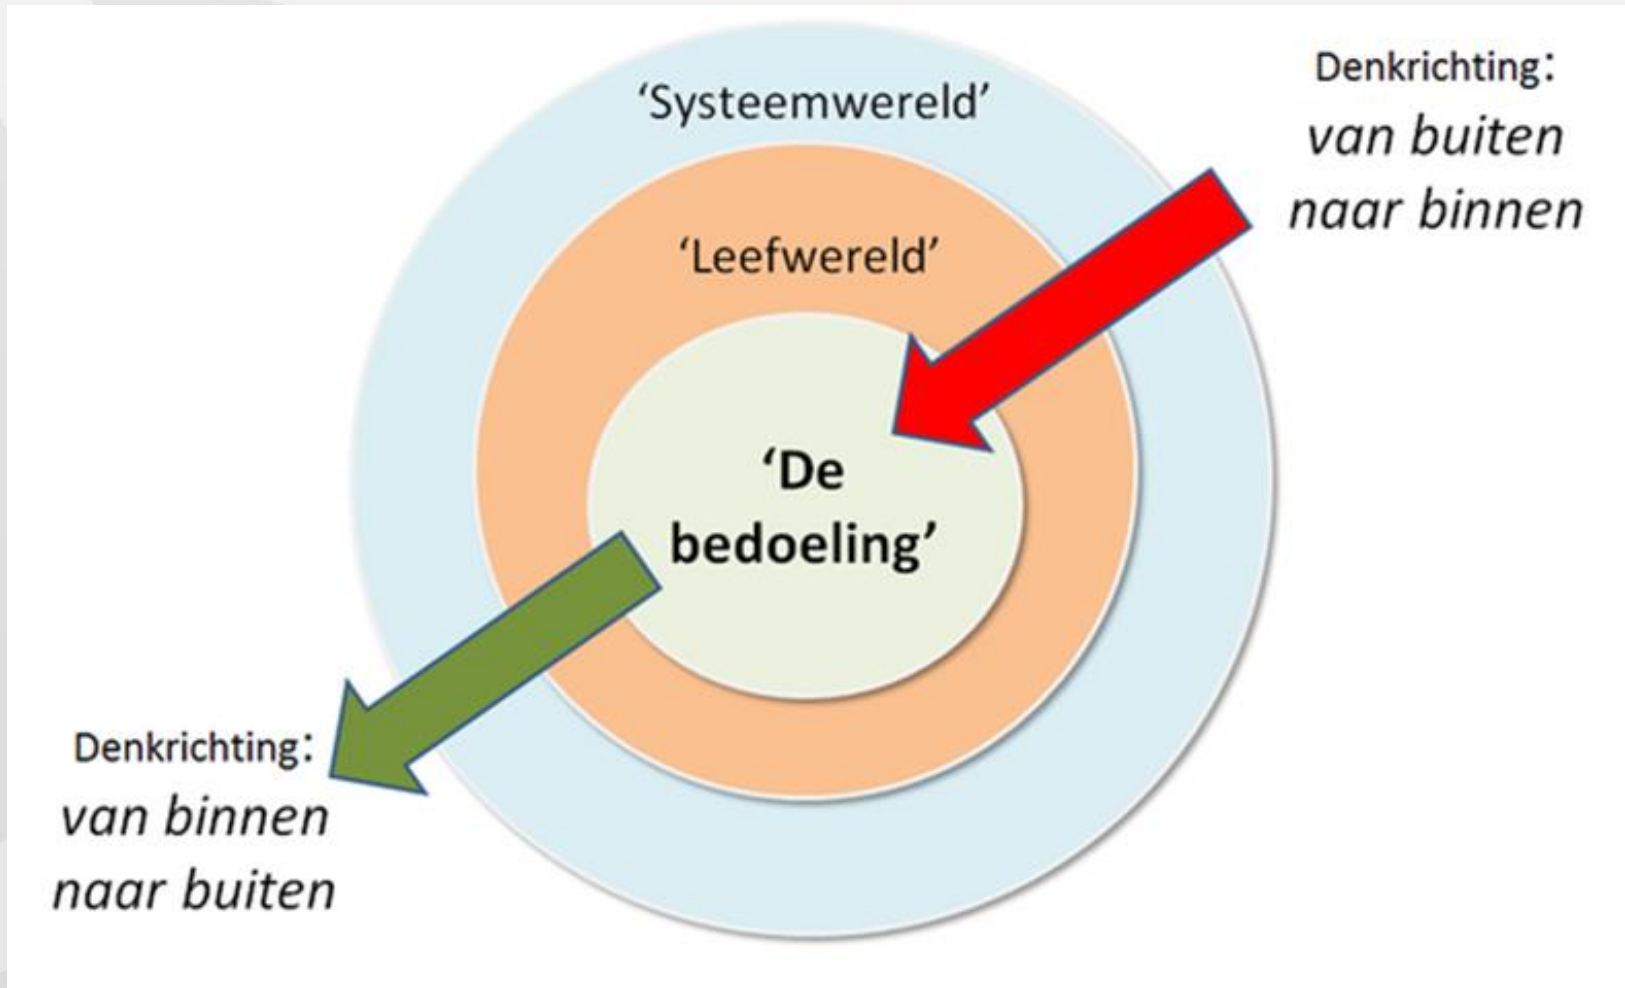 ‘Systeemwereld’
Denkrichting:
van buiten
naar binnen
‘Leefwereld’
‘De
bedoeling’
Denkrichting:
van binnen
naar buiten